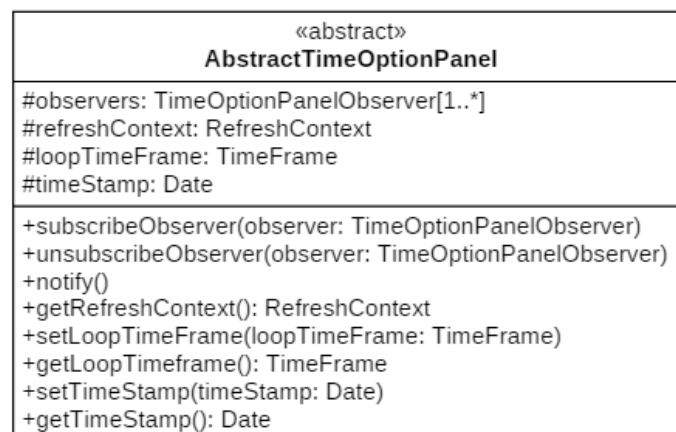 «abstract»
AbstractTimeOptionPanel
#observers: TimeOptionPanelObserver[1..*]
#refreshContext: RefreshContext
#loopTimeFrame: TimeFrame
#timeStamp: Date
+subscribeObserver(observer: TimeOptionPanelObserver)
+unsubscribeObserver(observer: TimeOptionPanelObserver)
+notify()
+getRefreshContext(): RefreshContext
+setLoopTimeFrame(loopTimeFrame: TimeFrame)
+getLoopTimeframe(): TimeFrame
+setTimeStamp(timeStamp: Date)
+getTimeStamp(): Date